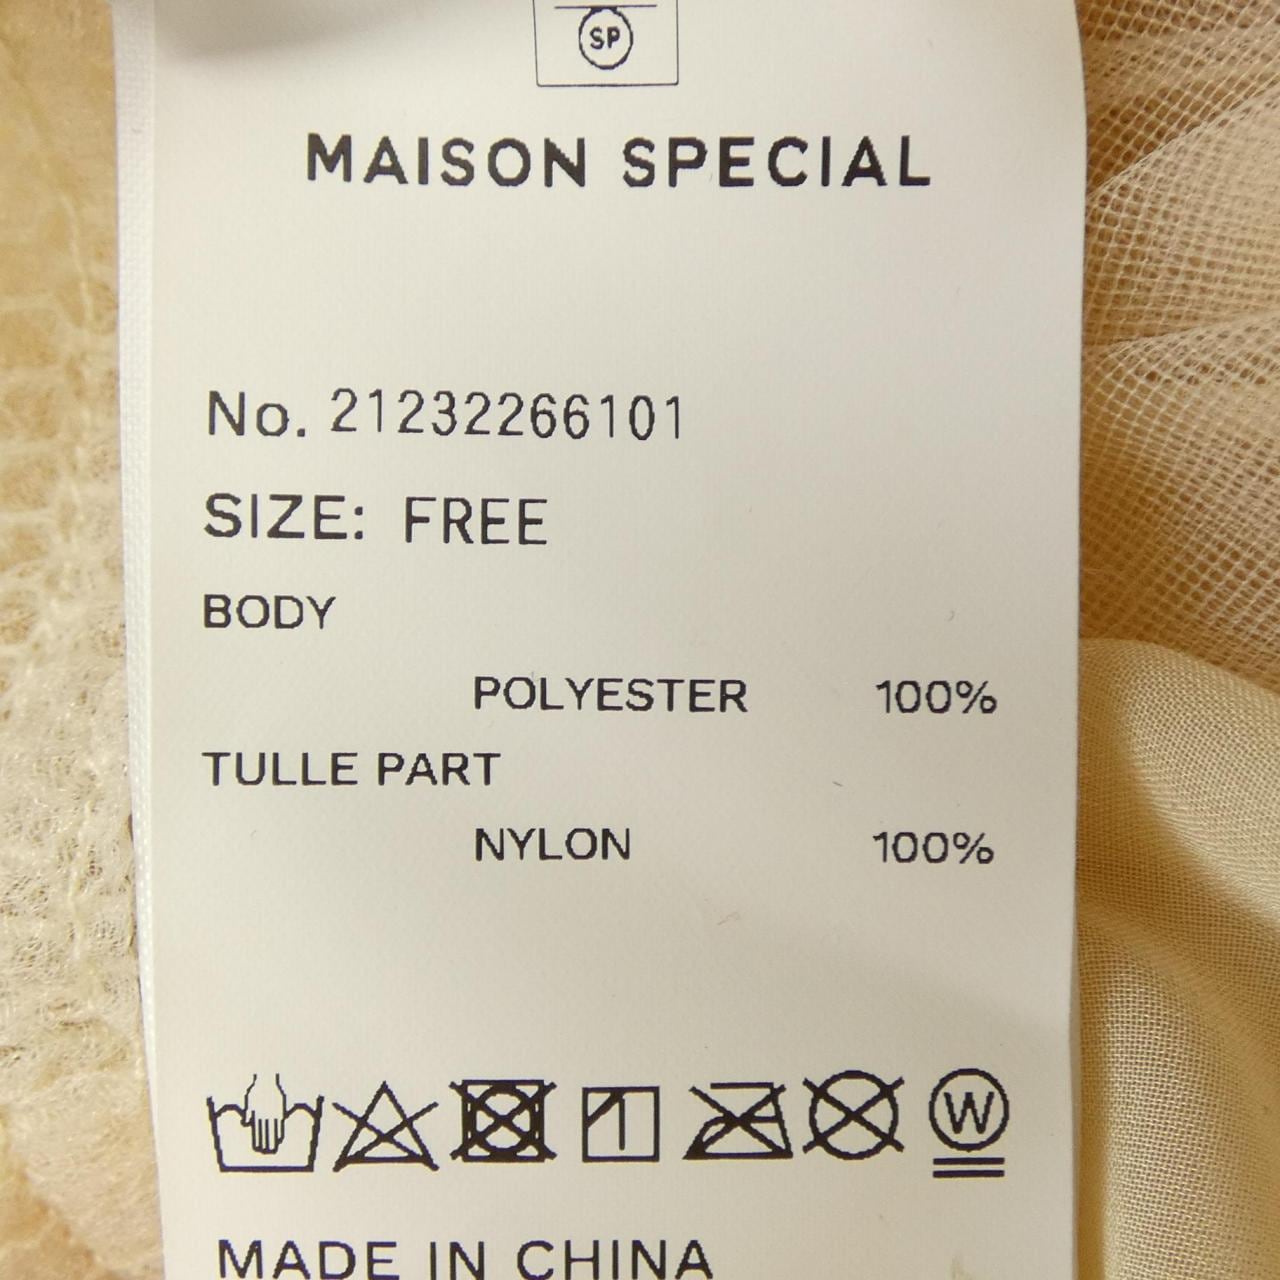 SP
MAISON SPECIAL
No. 21232266101
SIZE: FREE
BODY
POLYESTER 100%
TULLE PART
NYLON 100%
W
MADE IN CHINA